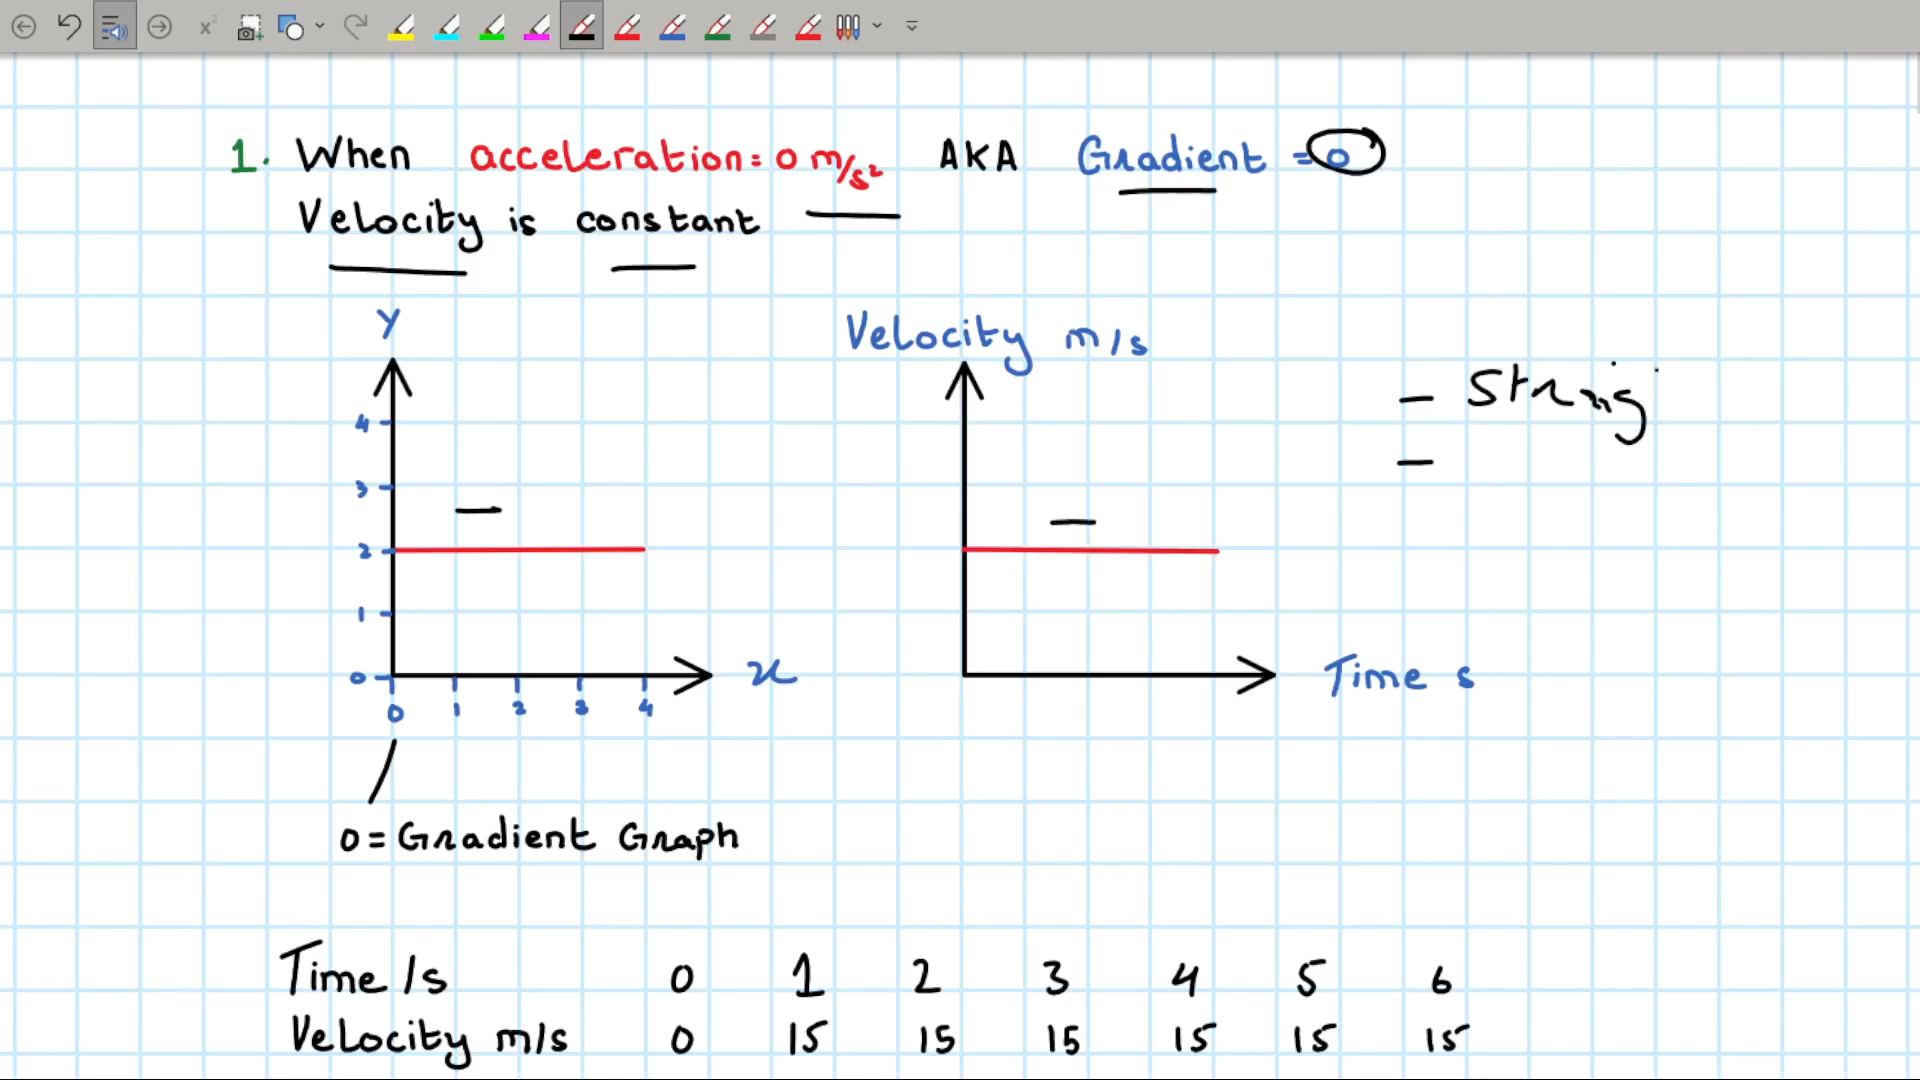 1. When acceleration = 0 m/s² AKA Gradient = 0
Velocity is constant
Y
4
3
2
1
0
0 1 2 3 4
x
0 = Gradient Graph
Velocity m/s
Time s
Time /s 0 1 2 3 4 5 6
Velocity m/s 0 15 15 15 15 15 15